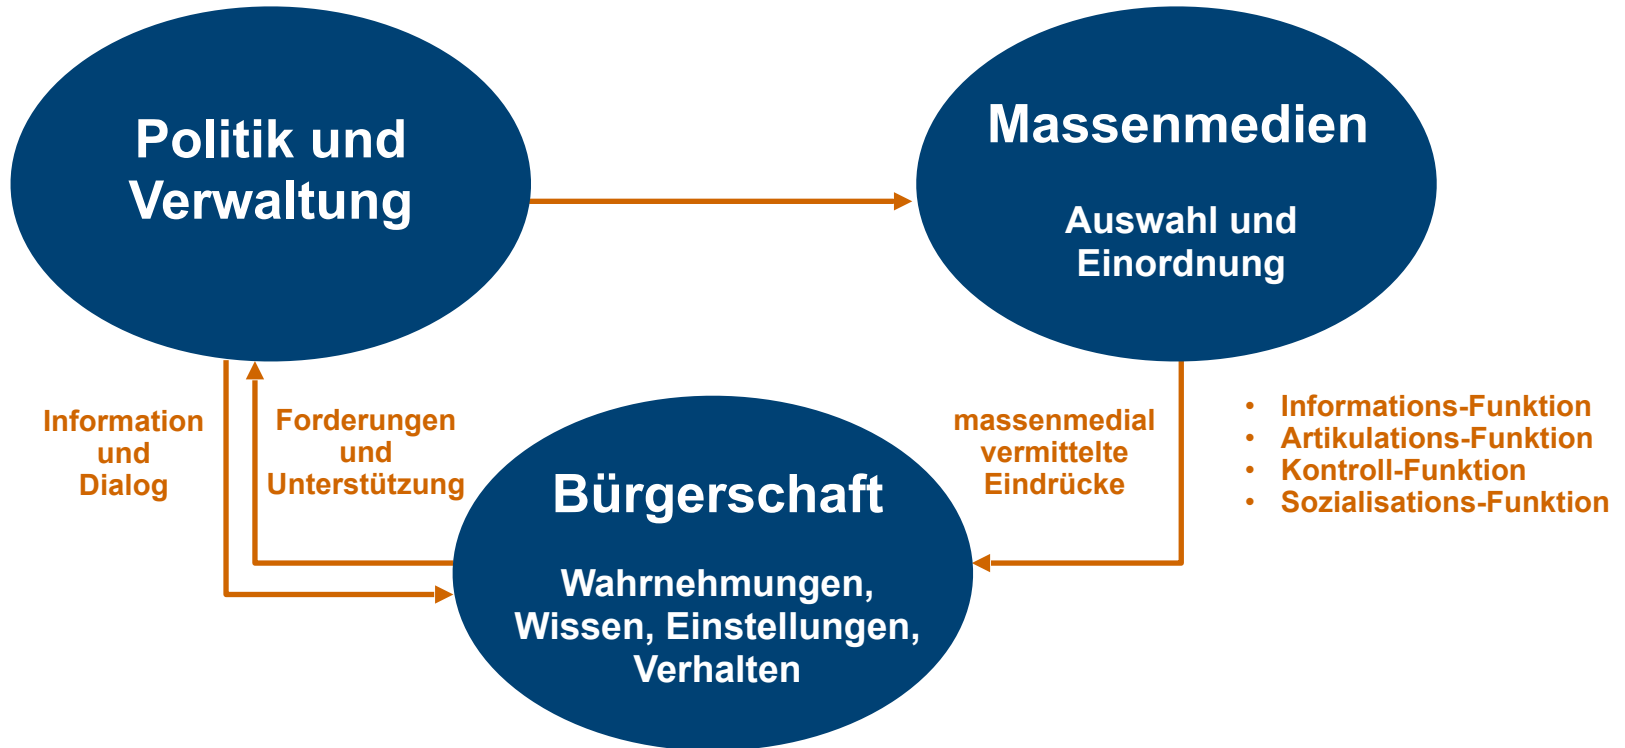 Politik und
Verwaltung
Massenmedien
Auswahl und
Einordnung
Information
und
Dialog
Forderungen
und
Unterstützung
massenmedial
vermittelte
Eindrücke
• Informations-Funktion
• Artikulations-Funktion
• Kontroll-Funktion
• Sozialisations-Funktion
Bürgerschaft
Wahrnehmungen,
Wissen, Einstellungen,
Verhalten